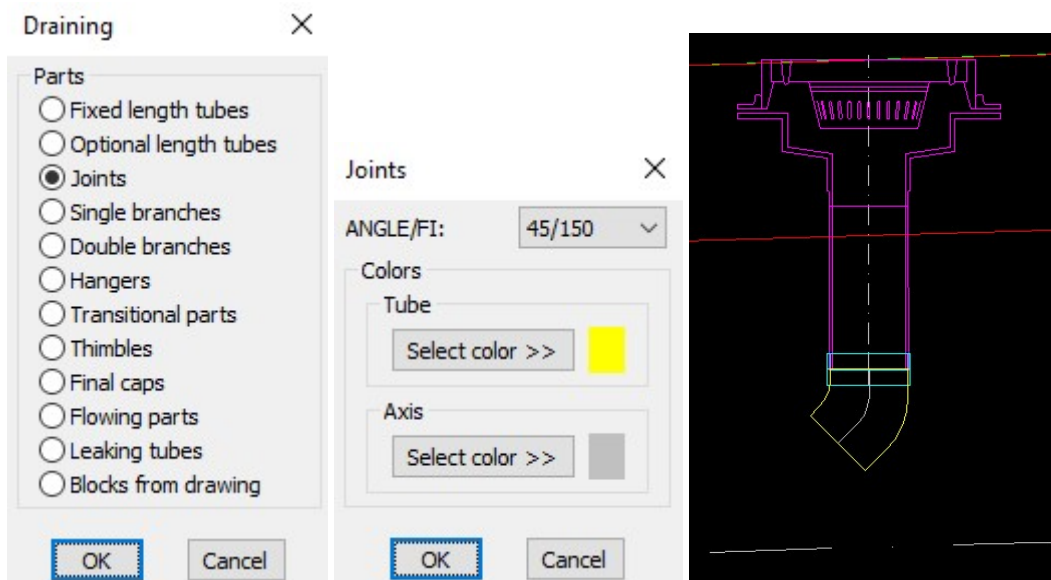 Draining
Parts
Fixed length tubes
Optional length tubes
Joints
Single branches
Double branches
Hangers
Transitional parts
Thimbles
Final caps
Flowing parts
Leaking tubes
Blocks from drawing
OK
Cancel
Joints
ANGLE/FI:
45/150
Colors
Tube
Select color >>
Axis
Select color >>
OK
Cancel